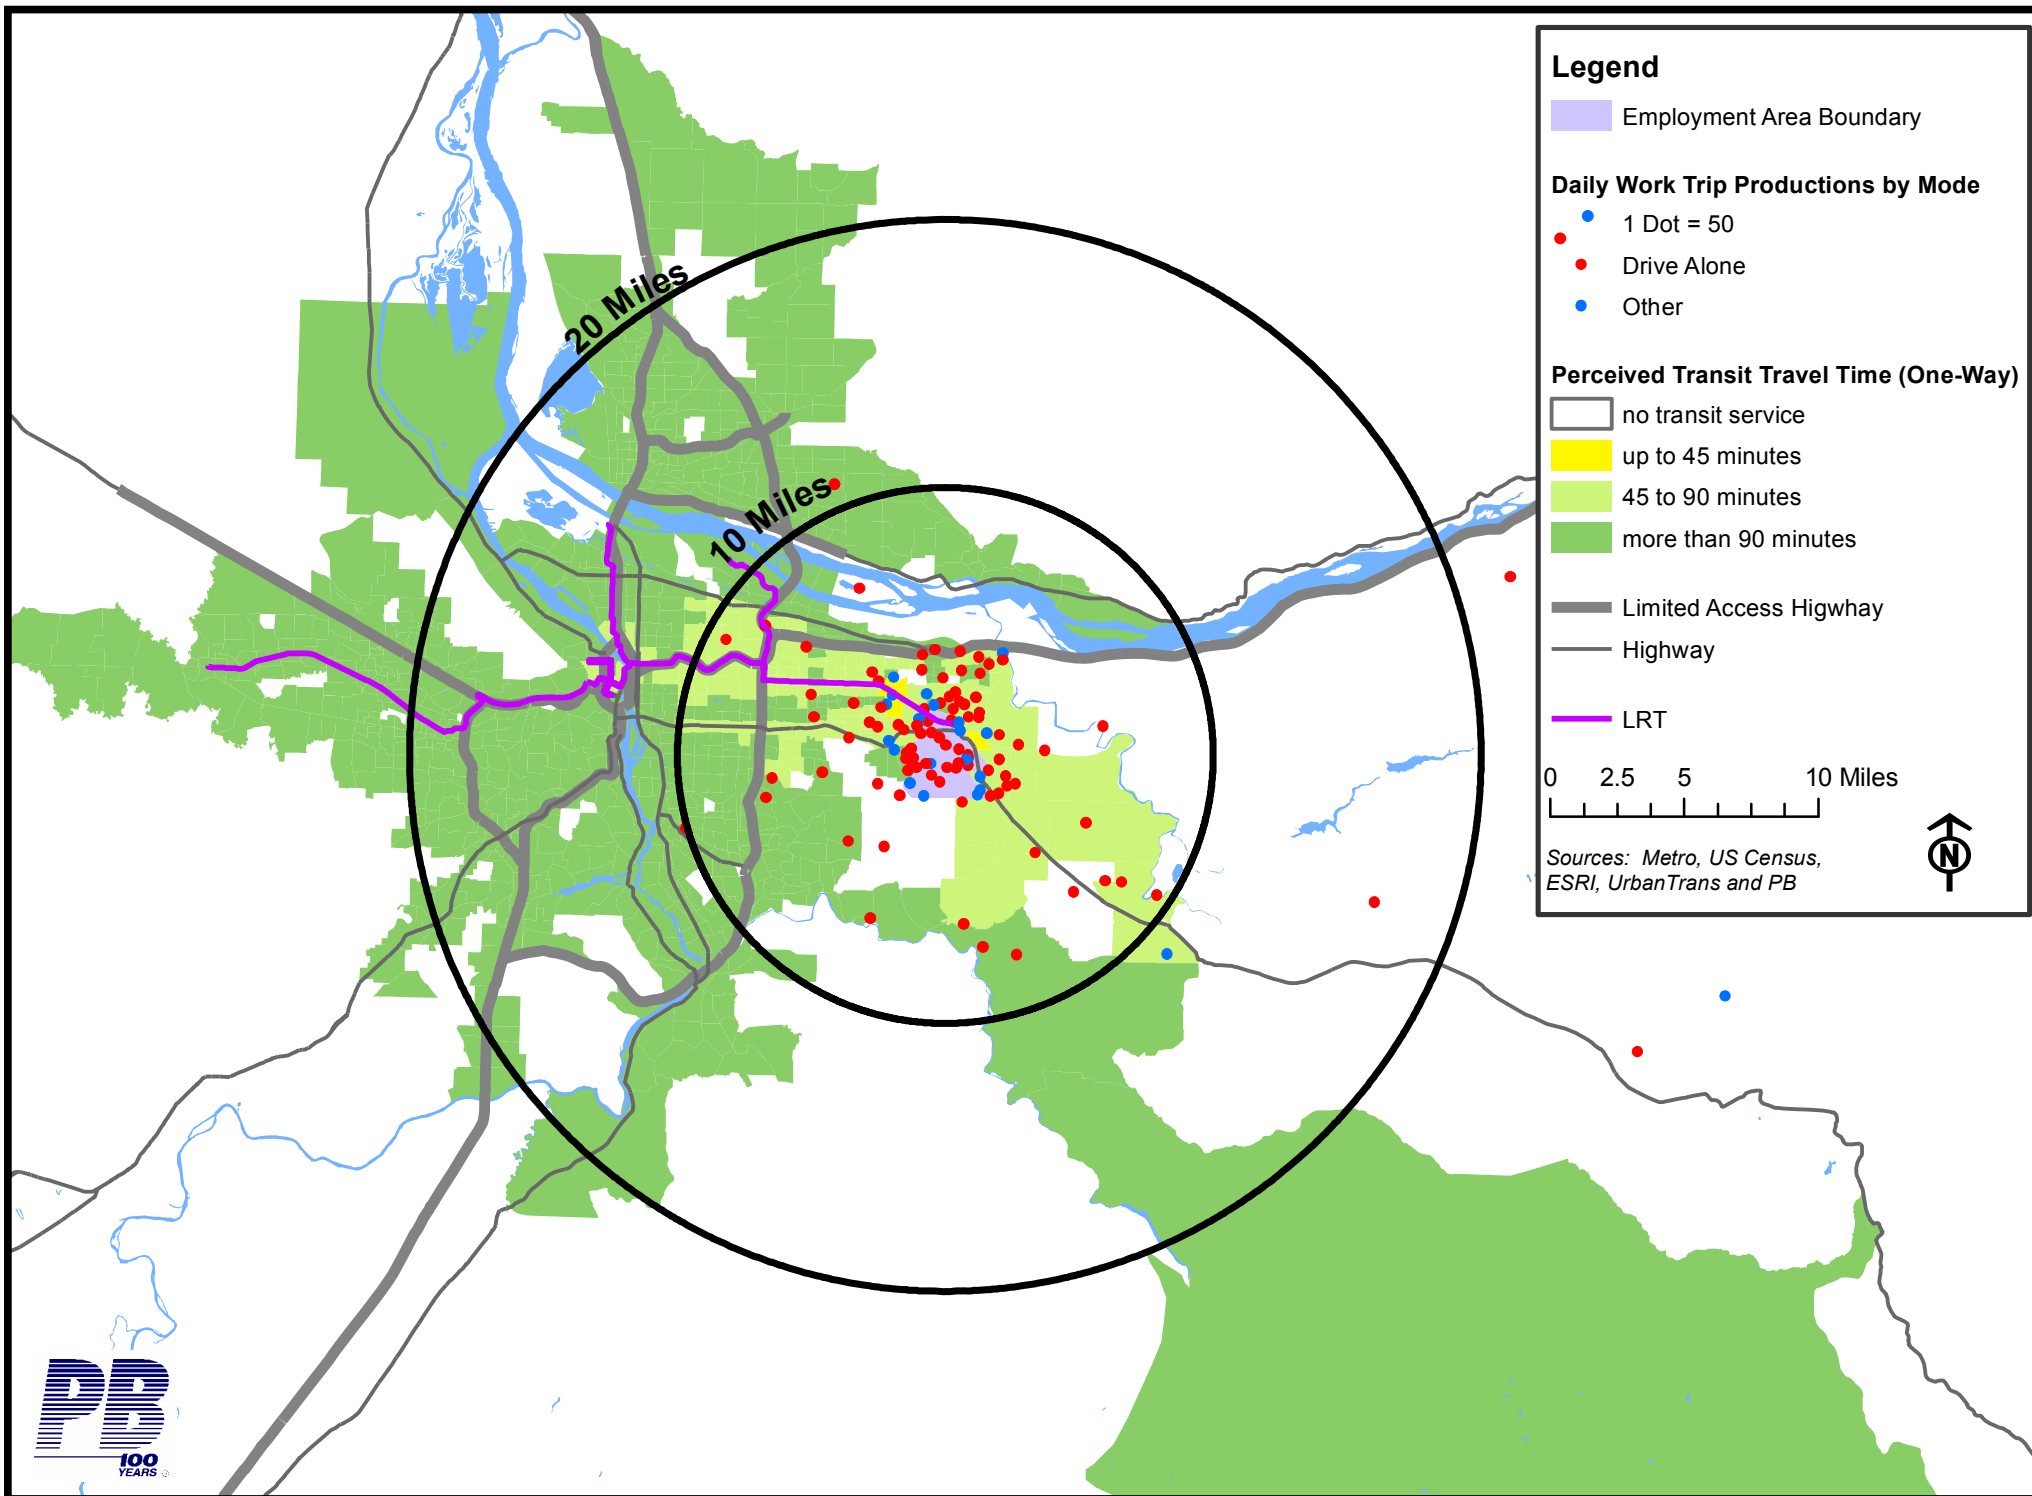 20 Miles
10 Miles
Legend
Employment Area Boundary
Daily Work Trip Productions by Mode
1 Dot = 50
Drive Alone
Other
Perceived Transit Travel Time (One-Way)
no transit service
up to 45 minutes
45 to 90 minutes
more than 90 minutes
Limited Access Higwhay
Highway
LRT
0 2.5 5 10 Miles
Sources: Metro, US Census,
ESRI, UrbanTrans and PB
N
PB
100
YEARS